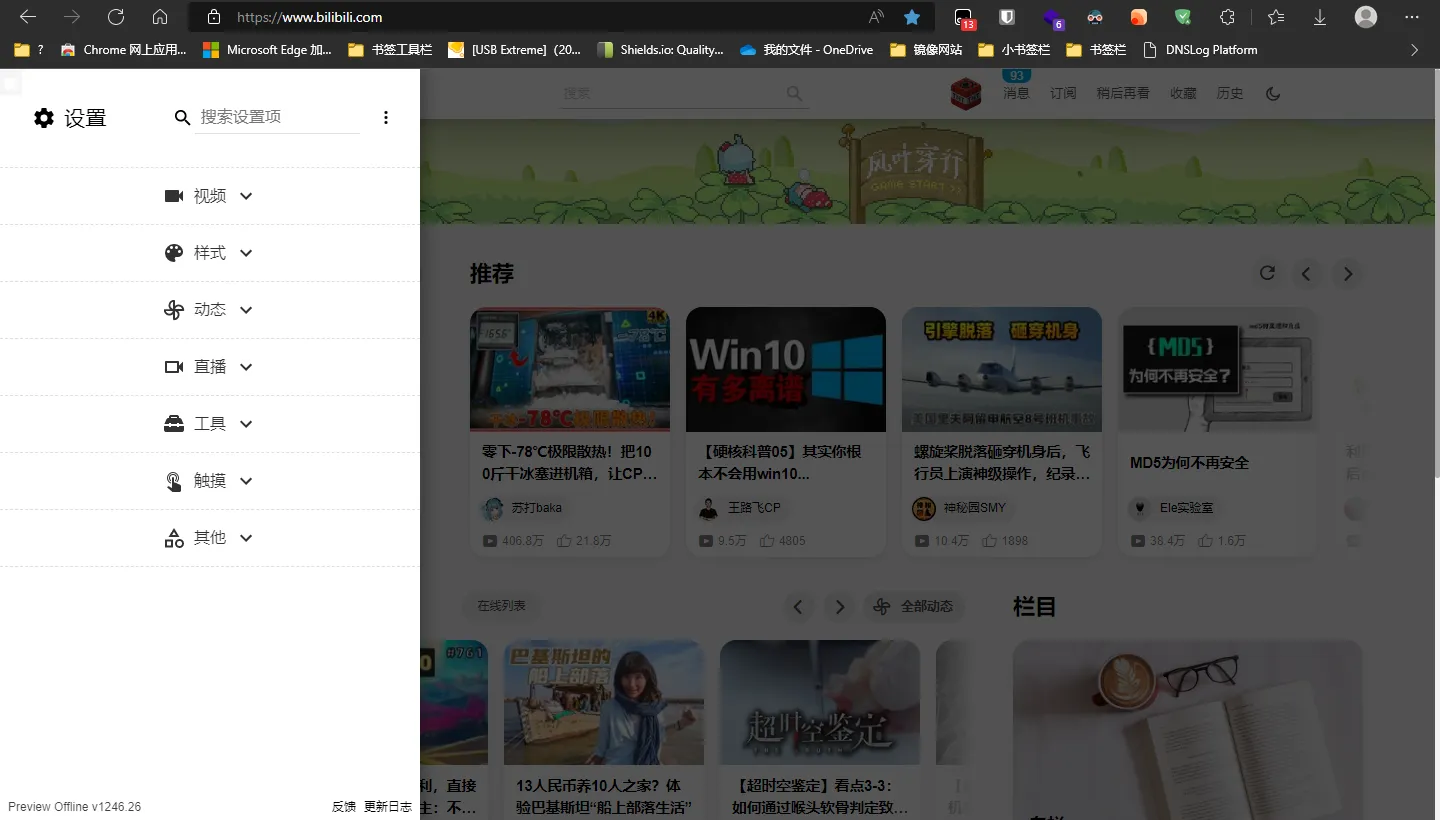 https://www.bilibili.com
13
6
?
Chrome 网上应用...
Microsoft Edge 加...
书签工具栏
[USB Extreme]（20...
Shields.io: Quality...
我的文件 - OneDrive
镜像网站
小书签栏
书签栏
DNSLog Platform
设置
搜索设置项
视频
样式
动态
直播
工具
触摸
其他
Preview Offline v1246.26
反馈 更新日志
搜索
93
消息
订阅
稍后再看
收藏
历史
风叶穿行
GAME START >>
推荐
4K
-78℃极限散热!
零下-78℃极限散热！把10
0斤干冰塞进机箱，让CP…
苏打baka
406.8万 21.8万
Win10
有多离谱
【硬核科普05】其实你根
本不会用win10...
王路飞CP
9.5万 4805
引擎脱落 砸穿机身
螺旋桨脱落砸穿机身后，飞
行员上演神级操作，纪录…
神秘园SMY
10.4万 1898
{MD5}
为何不再安全？
MD5为何不再安全
Ele实验室
38.4万 1.6万
在线列表
全部动态
栏目
#761
利，直接
主：不…
巴基斯坦的
船上部落
13人民币养10人之家？体
验巴基斯坦“船上部落生活”
超时空鉴定
【超时空鉴定】看点3-3：
如何通过喉头软骨判定致…